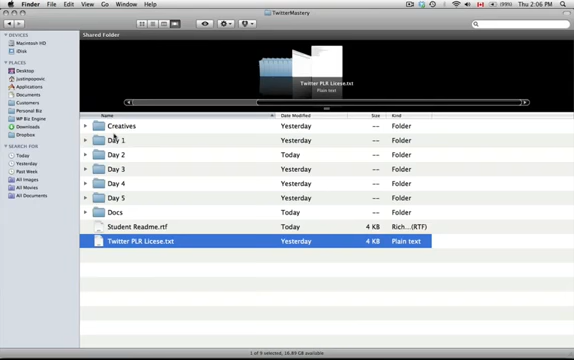 Finder File Edit View Go Window Help (99%) Thu 2:06 PM
TwitterMastery
DEVICES
Macintosh HD
iDisk
PLACES
Desktop
justinpopovic
Applications
Documents
Customers
Personal Biz
WP Biz Engine
Downloads
Dropbox
SEARCH FOR
Today
Yesterday
Past Week
All Images
All Movies
All Documents
Shared Folder
Twitter PLR Licese.txt
Plain text
Name Date Modified Size Kind
Creatives Yesterday -- Folder
Day 1 Yesterday -- Folder
Day 2 Today -- Folder
Day 3 Yesterday -- Folder
Day 4 Yesterday -- Folder
Day 5 Yesterday -- Folder
Docs Today -- Folder
Student Readme.rtf Today 4 KB Rich...(RTF)
Twitter PLR Licese.txt Yesterday 4 KB Plain text
1 of 9 selected, 16.89 GB available